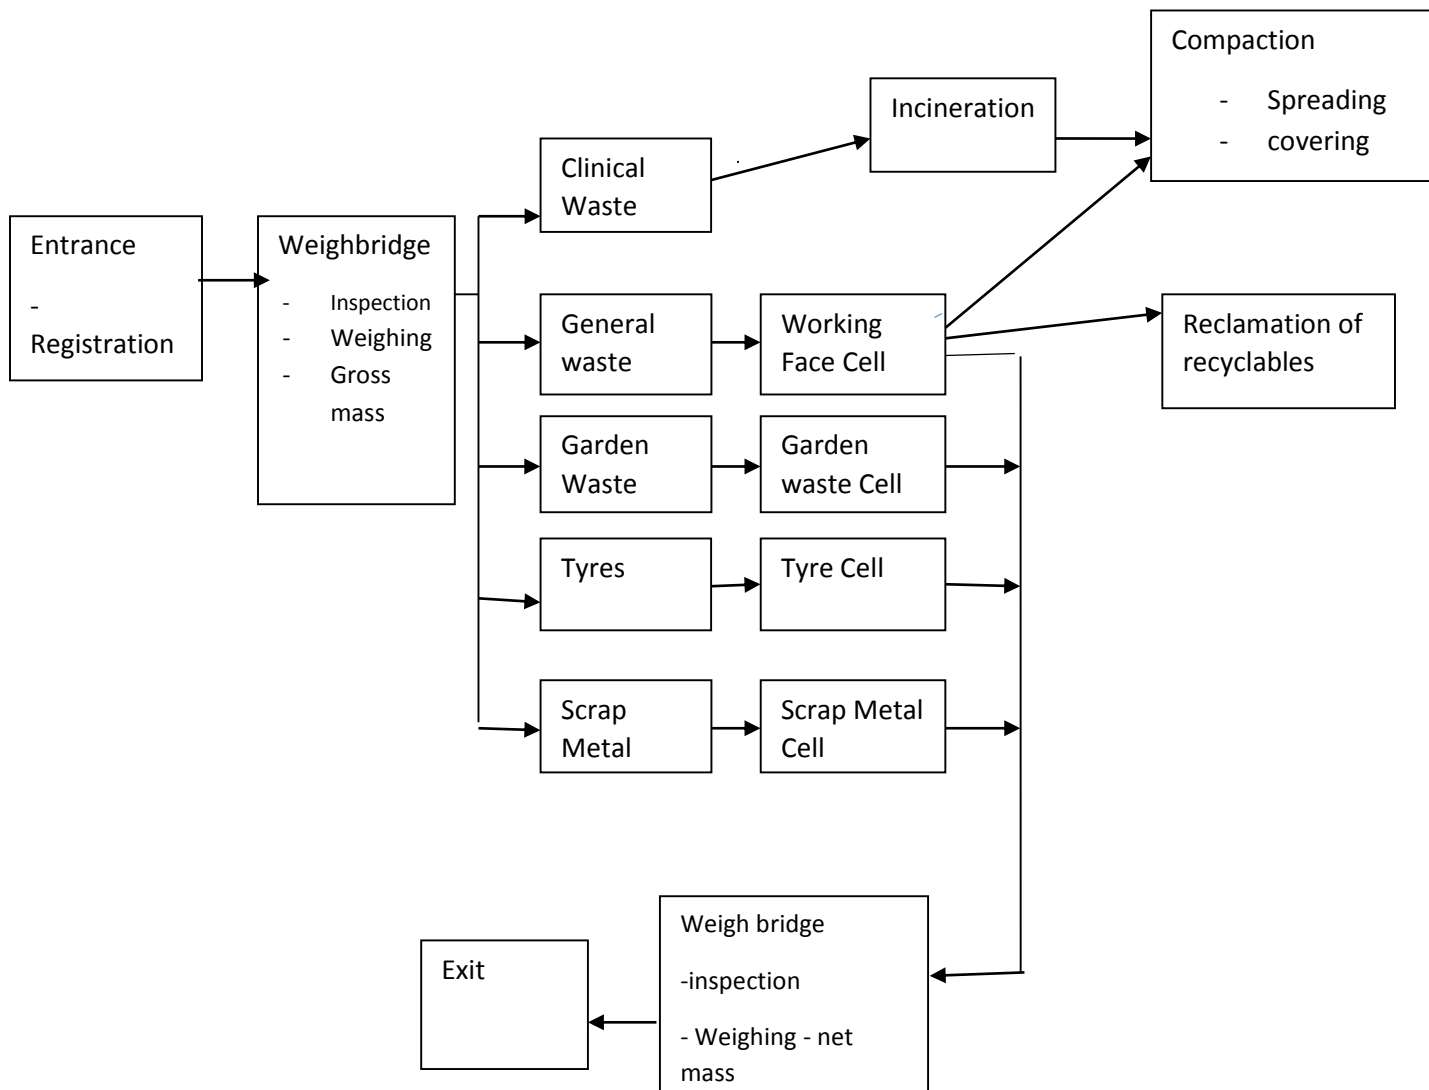 Compaction
- Spreading
- covering
Incineration
Clinical
Waste
Entrance
-
Registration
Weighbridge
- Inspection
- Weighing
- Gross
mass
General
waste
Working
Face Cell
Reclamation of
recyclables
Garden
Waste
Garden
waste Cell
Tyres
Tyre Cell
Scrap
Metal
Scrap Metal
Cell
Exit
Weigh bridge
-inspection
- Weighing - net
mass